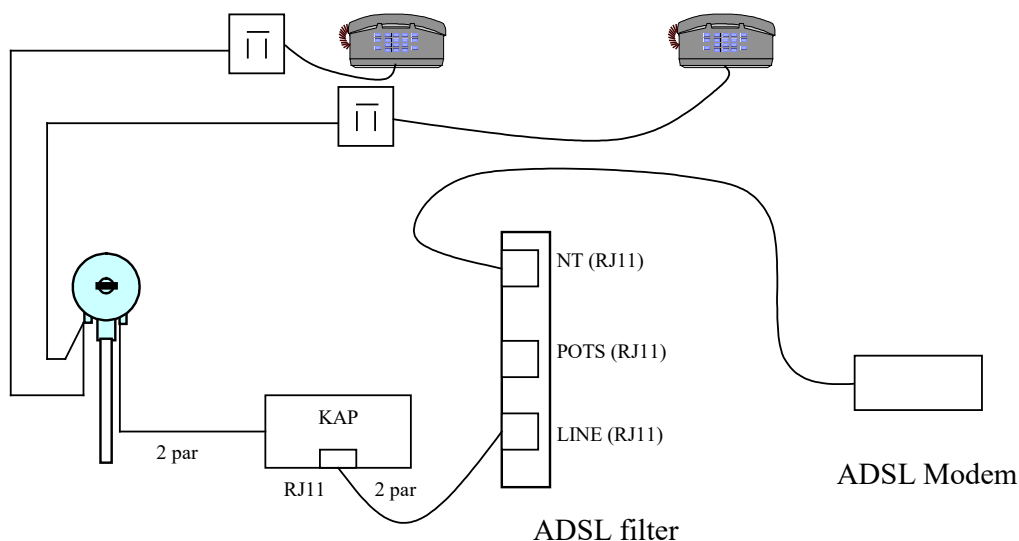 NT (RJ11)
POTS (RJ11)
KAP
LINE (RJ11)
2 par
RJ11
2 par
ADSL Modem
ADSL filter